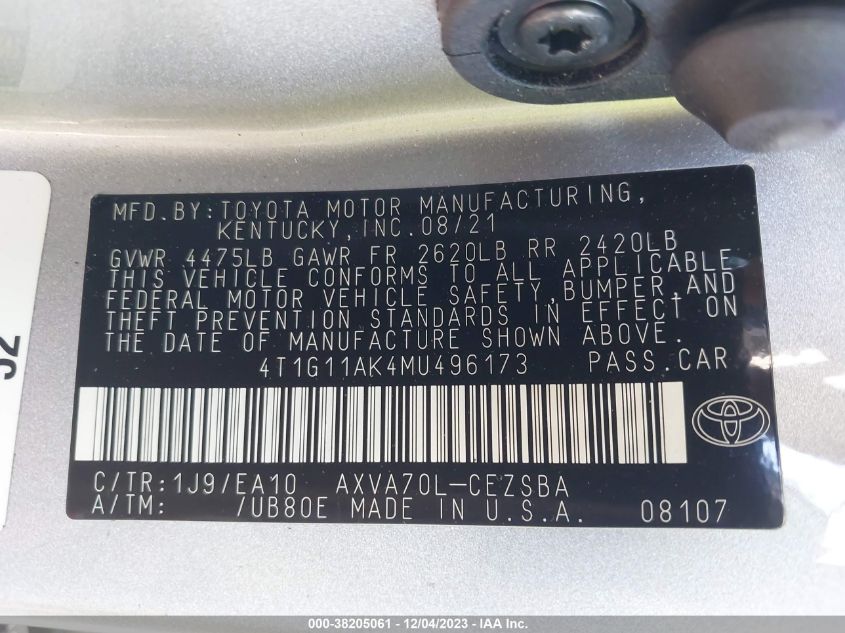 MFD.BY:TOYOTA MOTOR MANUFACTURING,
KENTUCKY,INC.08/21
GVWR 4475LB GAWR FR 2620LB RR 2420LB
THIS VEHICLE CONFORMS TO ALL APPLICABLE
FEDERAL MOTOR VEHICLE SAFETY,BUMPER,AND
THEFT PREVENTION STANDARDS IN EFFECT ON
THE DATE OF MANUFACTURE SHOWN ABOVE.
4T1G11AK4MU496173 PASS.CAR
C/TR:1J9/EA10 AXVA70L-CEZSBA
A/TM: /UB80E MADE IN U.S.A. 08107
000-38205061 - 12/04/2023 - IAA Inc.